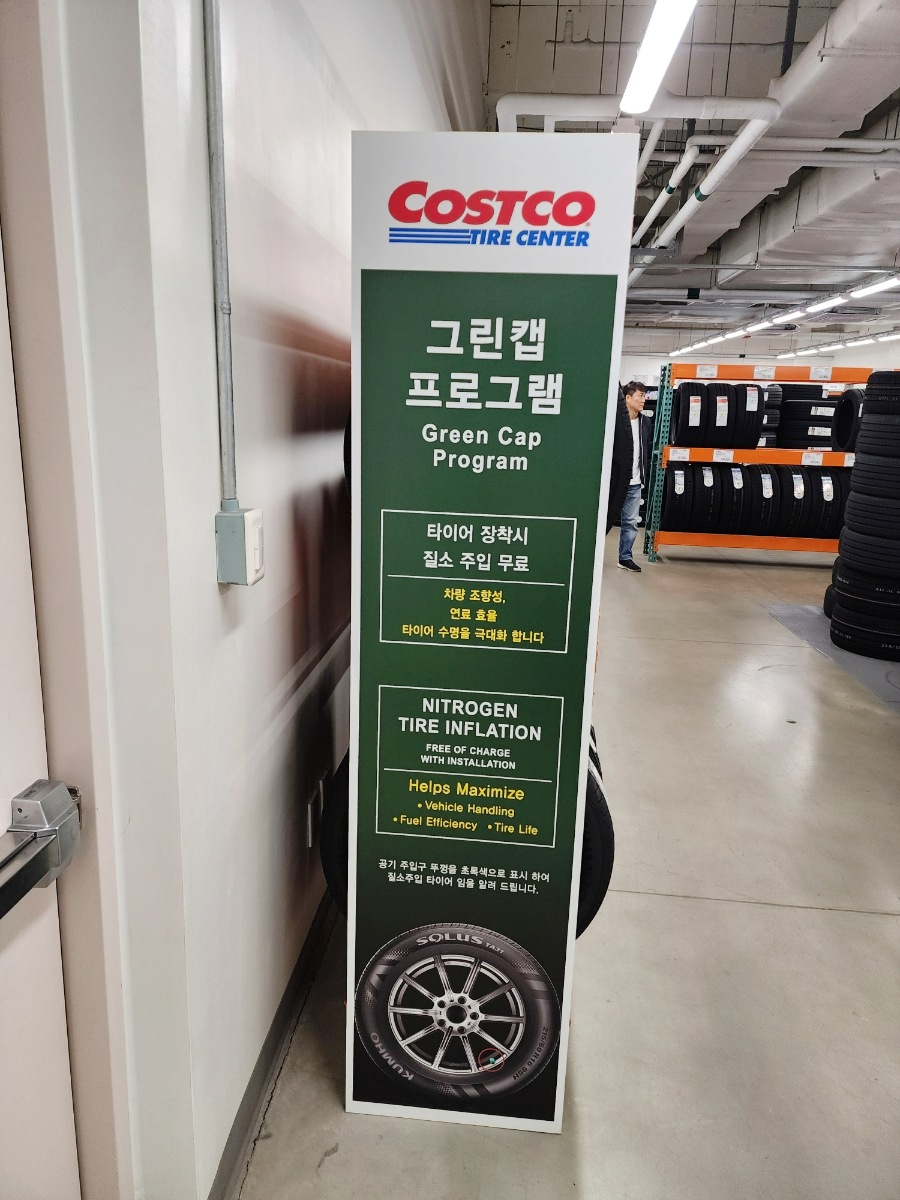 COSTCO
TIRE CENTER
그린캡
프로그램
Green Cap
Program
타이어 장착시
질소 주입 무료
차량 조향성,
연료 효율
타이어 수명을 극대화 합니다
NITROGEN
TIRE INFLATION
FREE OF CHARGE
WITH INSTALLATION
Helps Maximize
• Vehicle Handling
• Fuel Efficiency • Tire Life
공기 주입구 뚜껑을 초록색으로 표시 하여
질소주입 타이어 임을 알려 드립니다.
SOLUS TA31
KUMHO